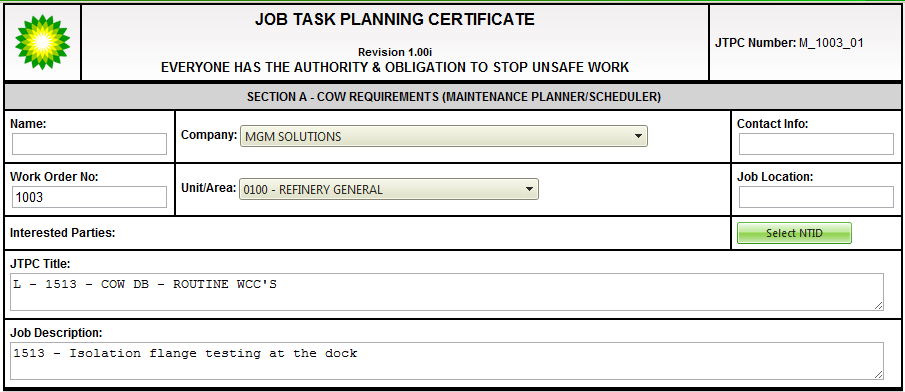 JOB TASK PLANNING CERTIFICATE
Revision 1.00i
EVERYONE HAS THE AUTHORITY & OBLIGATION TO STOP UNSAFE WORK
JTPC Number: M_1003_01
SECTION A - COW REQUIREMENTS (MAINTENANCE PLANNER/SCHEDULER)
Name:
Company: MGM SOLUTIONS
Contact Info:
Work Order No:
1003
Unit/Area: 0100 - REFINERY GENERAL
Job Location:
Interested Parties:
Select NTID
JTPC Title:
L - 1513 - COW DB - ROUTINE WCC'S
Job Description:
1513 - Isolation flange testing at the dock